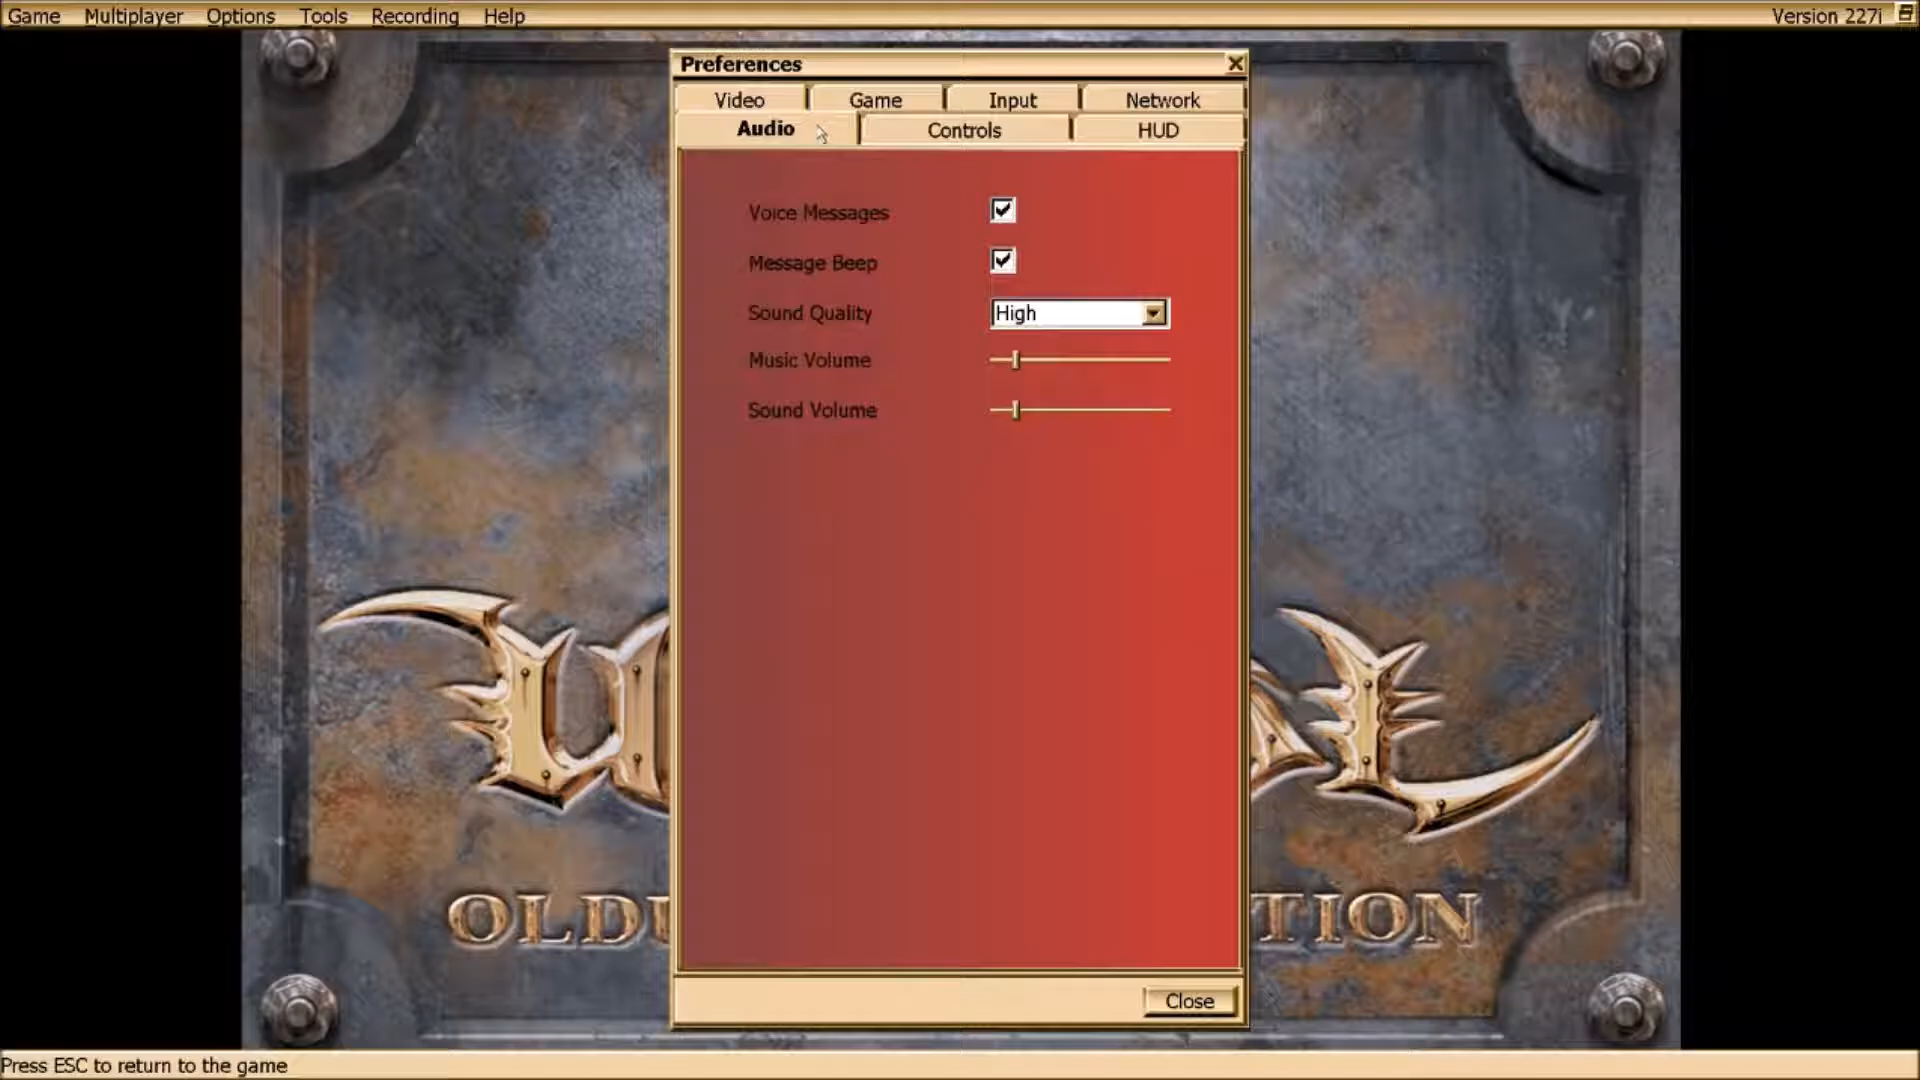 Game Multiplayer Options Tools Recording Help Version 227i
Preferences
Video Game Input Network
Audio Controls HUD
Voice Messages
Message Beep
Sound Quality High
Music Volume
Sound Volume
OLD TION
Close
Press ESC to return to the game